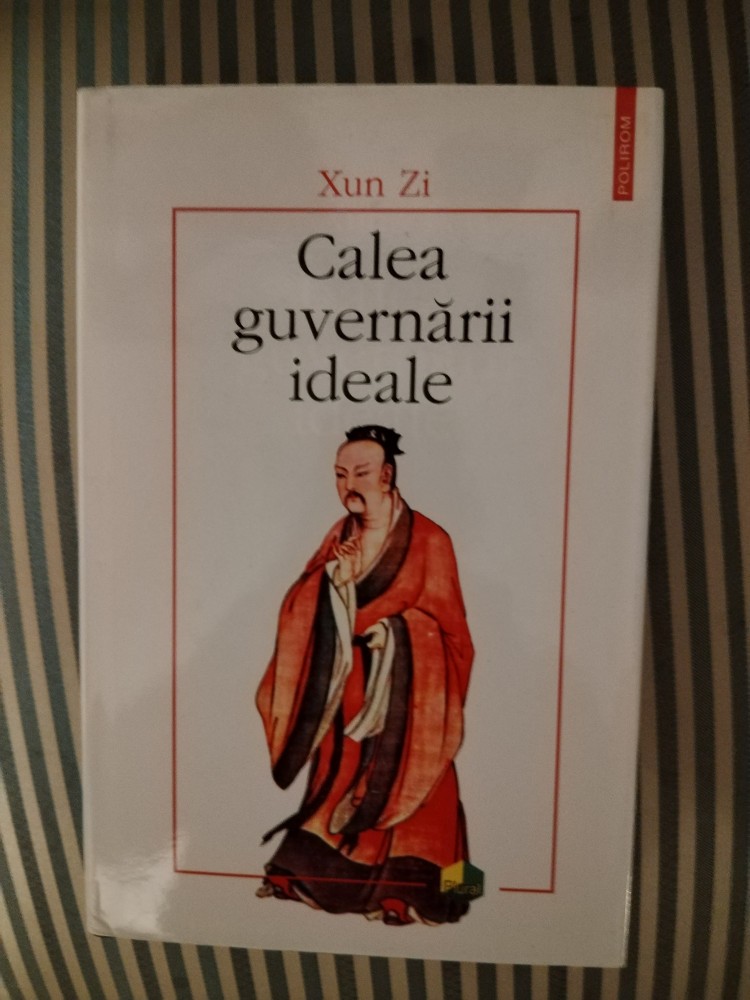 POLIROM
Xun Zi
Calea
guvernării
ideale
Plural